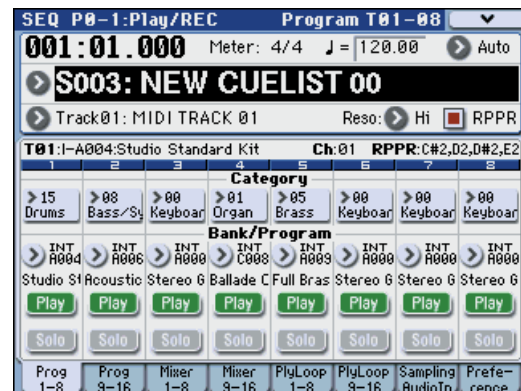 SEQ P0-1:Play/REC Program T01-08
001:01.000 Meter: 4/4 ♩= 120.00 Auto
S003: NEW CUELIST 00
Track01: MIDI TRACK 01 Reso: Hi RPPR
T01:I-A004:Studio Standard Kit Ch:01 RPPR:C#2,D2,D#2,E2
1 2 3 4 5 6 7 8
Category
15 08 00 01 05 00 00 00
Drums Bass/Sy Keyboar Organ Brass Keyboar Keyboar Keyboar
Bank/Program
INT INT INT INT INT INT INT INT
A004 A006 A000 C008 A009 A000 A000 A000
Studio St Acoustic Stereo G Ballade C Full Bras Stereo G Stereo G Stereo G
Play Play Play Play Play Play Play Play
Solo Solo Solo Solo Solo Solo Solo Solo
Prog Prog Mixer Mixer PlyLoop PlyLoop Sampling Prefe-
1-8 9-16 1-8 9-16 1-8 9-16 AudioIn cence